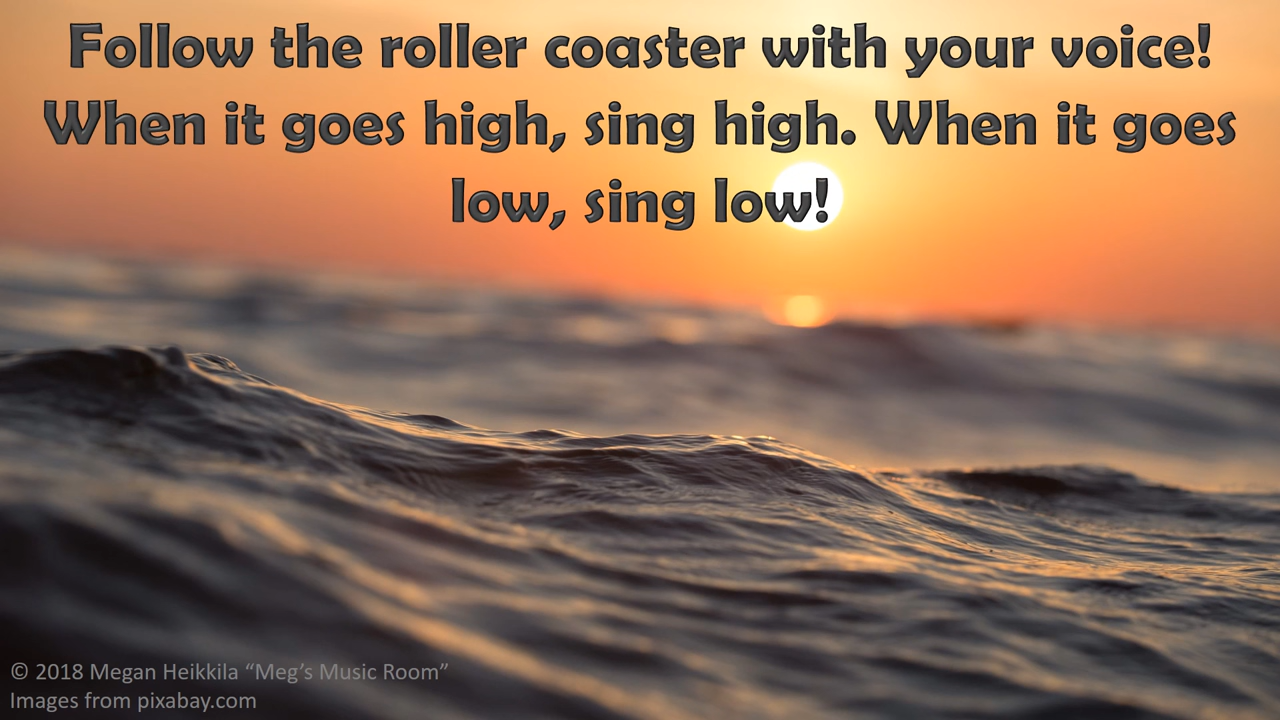 Follow the roller coaster with your voice!
When it goes high, sing high. When it goes
low, sing low!
© 2018 Megan Heikkila “Meg’s Music Room”
Images from pixabay.com